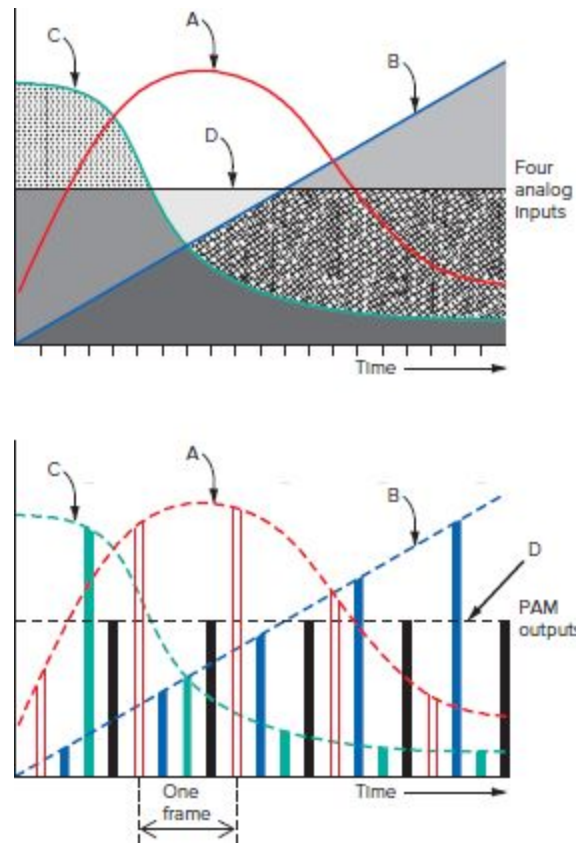 A
C
B
D
Four
analog
Inputs
Time
A
C
B
D
PAM
outputs
One
frame
Time